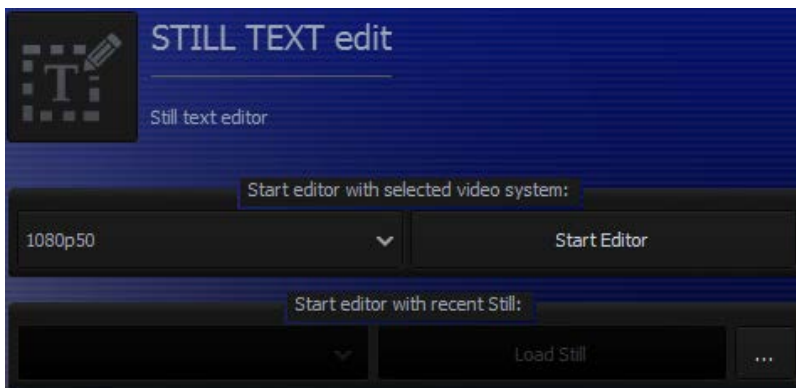 STILL TEXT edit
Still text editor
Start editor with selected video system:
1080p50 Start Editor
Start editor with recent Still:
Load Still ...